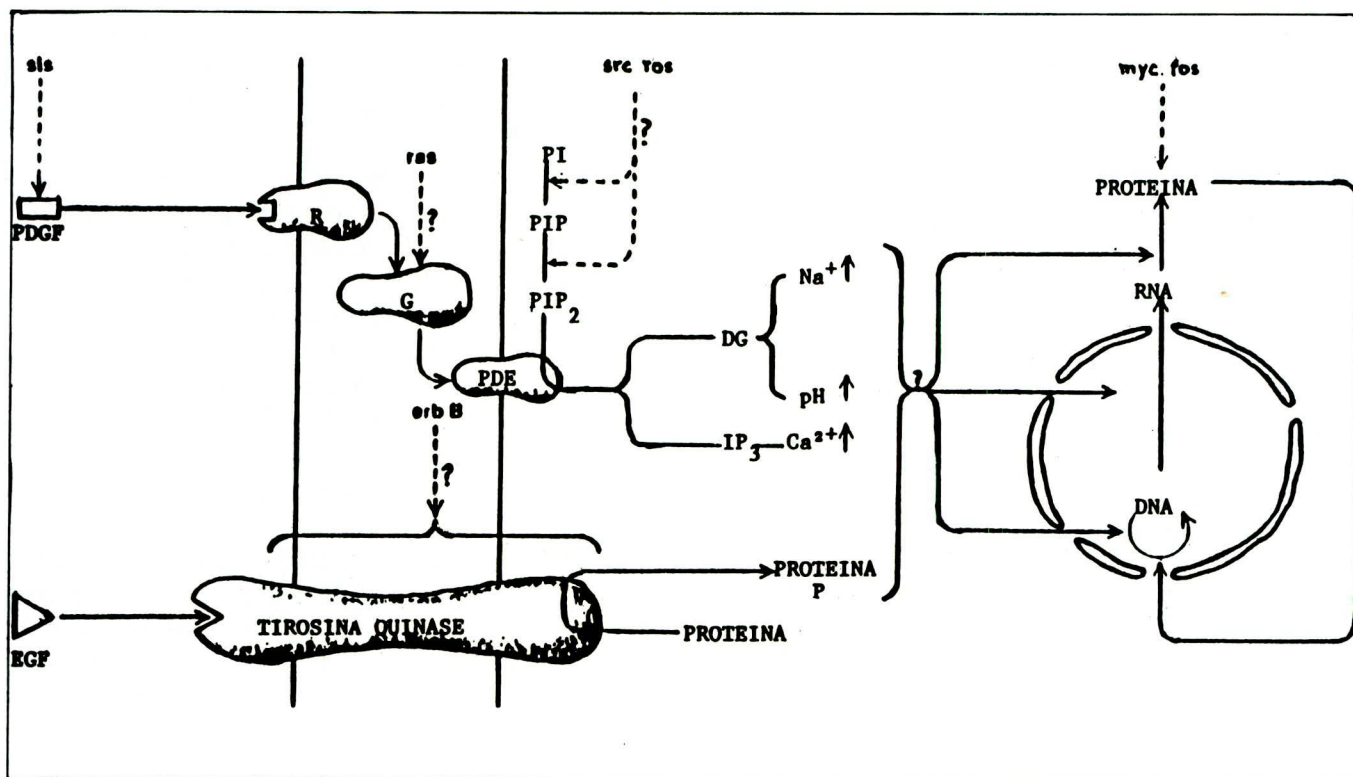 sis
src ros
myc. fos
ras
?
PI
PROTEINA
R
?
PDGF
PIP
G
Na⁺↑
RNA
PIP₂
DG
PDE
pH ↑
?
erb B
IP₃
Ca²⁺↑
?
DNA
PROTEINA
P
TIROSINA QUINASE
PROTEINA
EGF